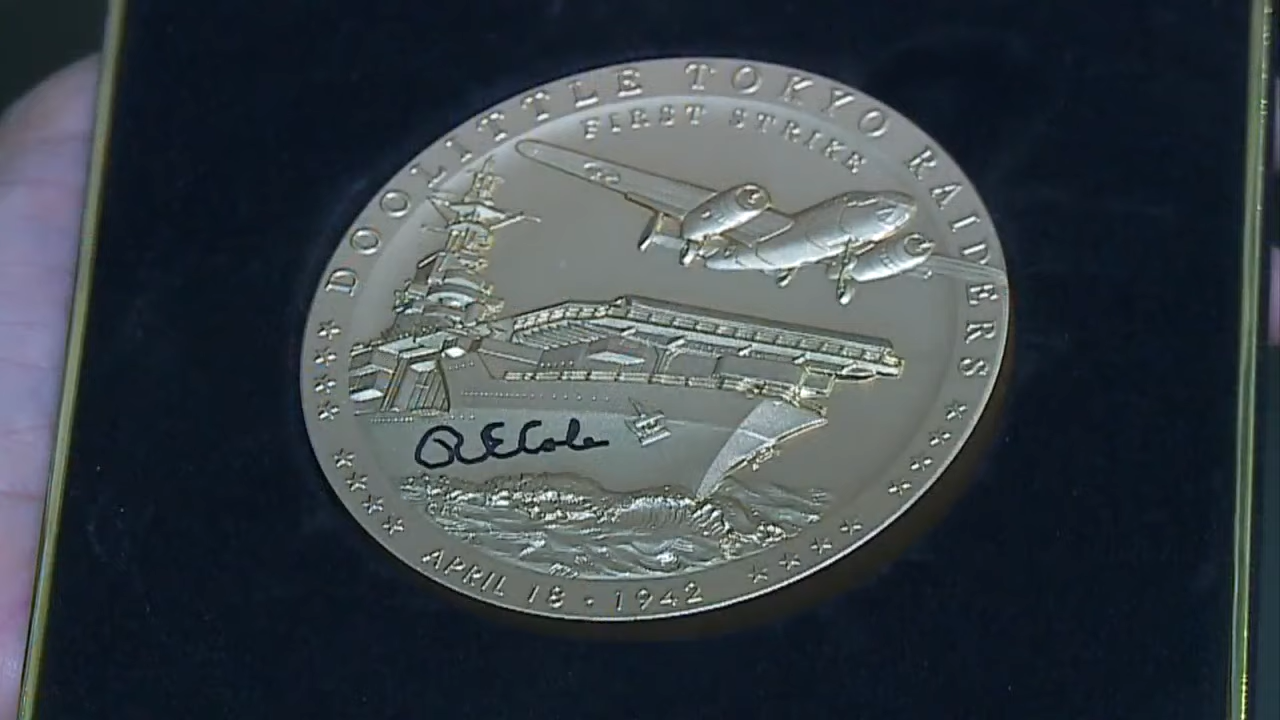 DOOLITTLE TOKYO RAIDERS
FIRST STRIKE
R E Cole
APRIL 18 • 1942